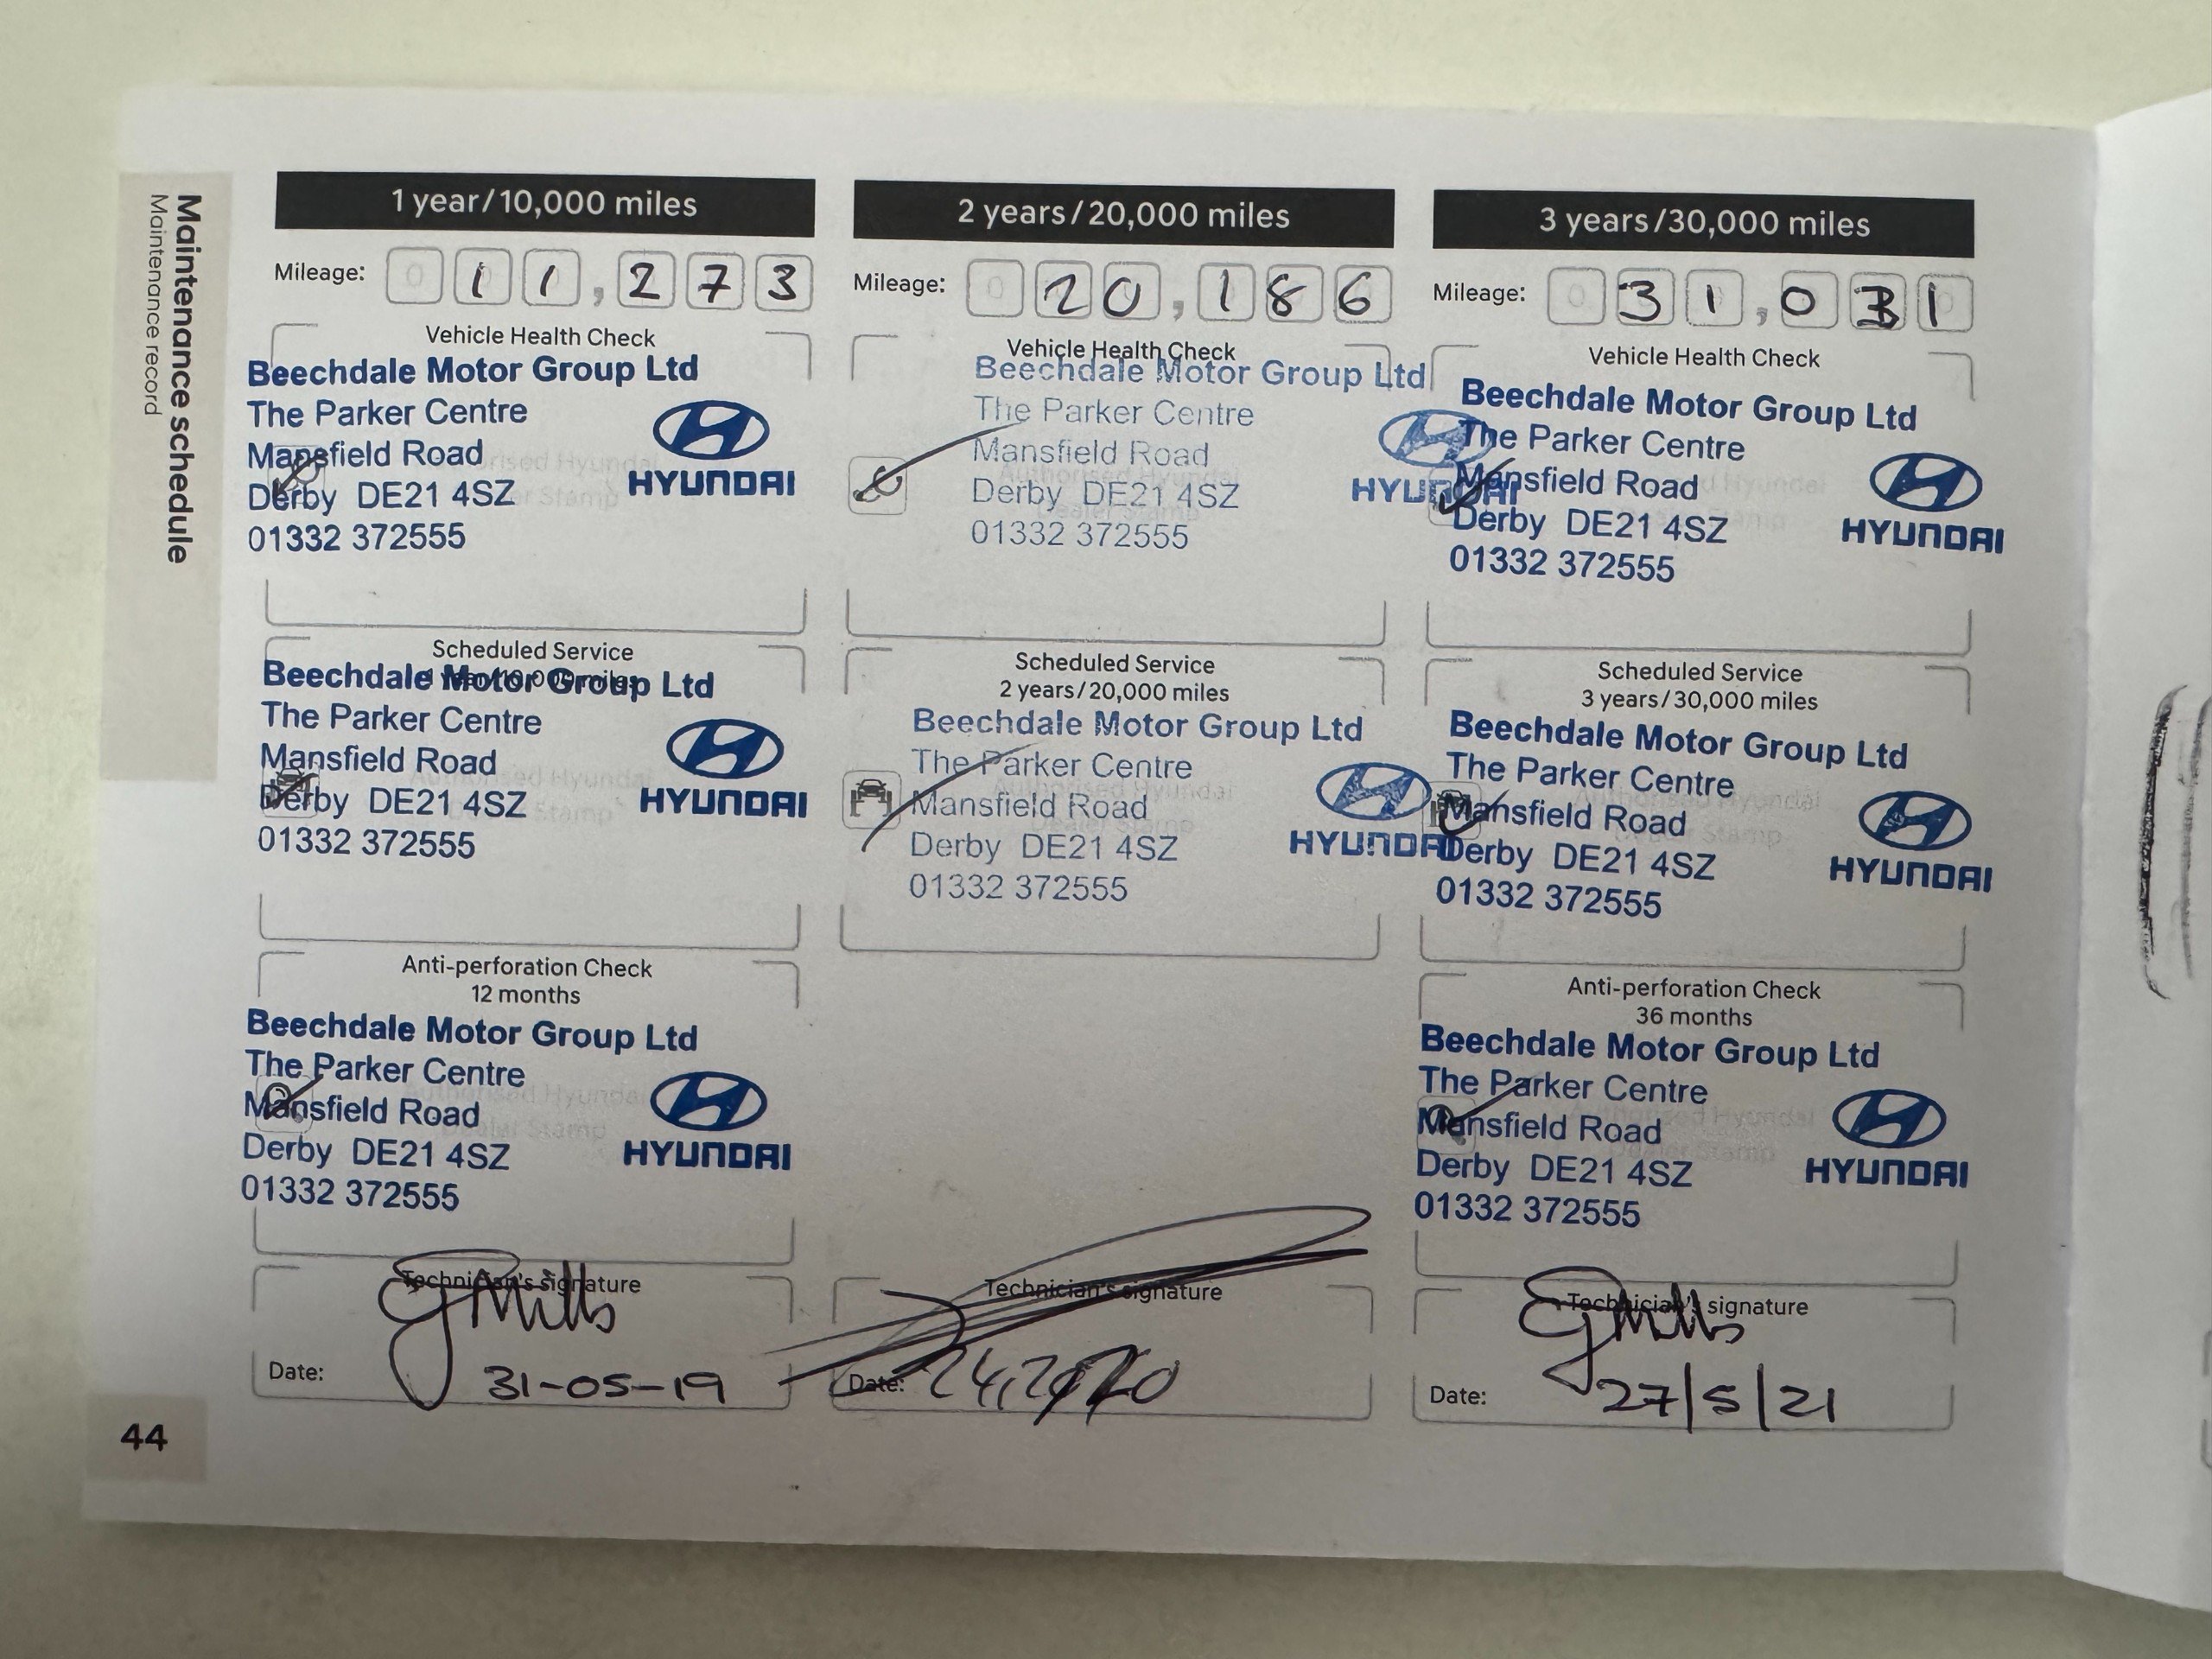 Maintenance schedule
Maintenance record
1 year/10,000 miles
Mileage: 0 1 1 , 2 7 3
Vehicle Health Check
Beechdale Motor Group Ltd
The Parker Centre
Mansfield Road
Derby DE21 4SZ
01332 372555
HYUNDAI
Scheduled Service
Beechdale Motor Group Ltd
The Parker Centre
Mansfield Road
Derby DE21 4SZ
01332 372555
HYUNDAI
Anti-perforation Check
12 months
Beechdale Motor Group Ltd
The Parker Centre
Mansfield Road
Derby DE21 4SZ
01332 372555
HYUNDAI
Technician's signature
Date: 31-05-19
2 years/20,000 miles
Mileage: 0 2 0 , 1 8 6
Vehicle Health Check
Beechdale Motor Group Ltd
The Parker Centre
Mansfield Road
Derby DE21 4SZ
01332 372555
HYUNDAI
Scheduled Service
2 years/20,000 miles
Beechdale Motor Group Ltd
The Parker Centre
Mansfield Road
Derby DE21 4SZ
01332 372555
HYUNDAI
Technician's signature
Date:
3 years/30,000 miles
Mileage: 0 3 1 , 0 3 1
Vehicle Health Check
Beechdale Motor Group Ltd
The Parker Centre
Mansfield Road
Derby DE21 4SZ
01332 372555
HYUNDAI
Scheduled Service
3 years/30,000 miles
Beechdale Motor Group Ltd
The Parker Centre
Mansfield Road
Derby DE21 4SZ
01332 372555
HYUNDAI
Anti-perforation Check
36 months
Beechdale Motor Group Ltd
The Parker Centre
Mansfield Road
Derby DE21 4SZ
01332 372555
HYUNDAI
Technician's signature
Date: 27/5/21
44